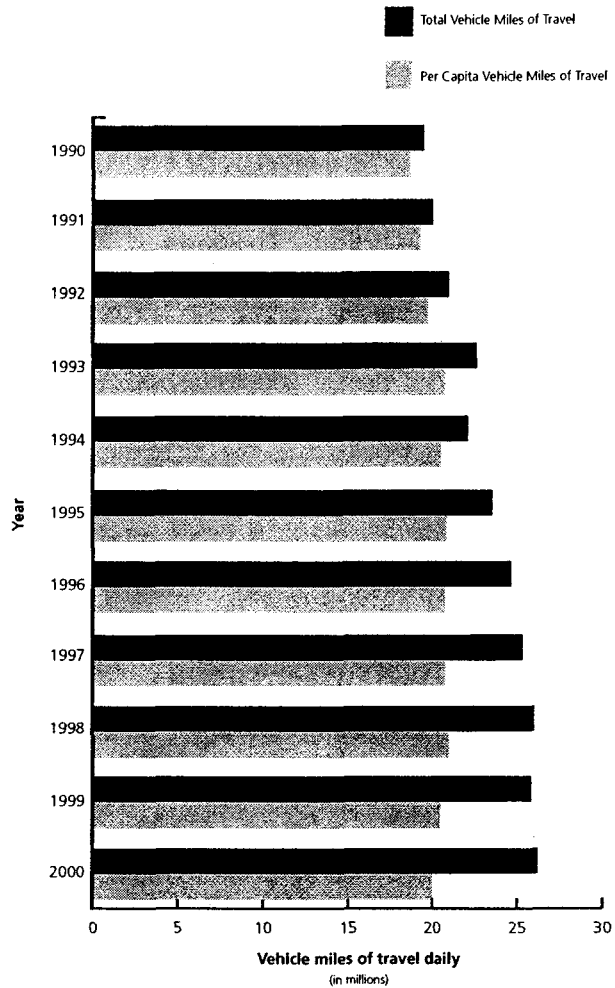 Total Vehicle Miles of Travel
Per Capita Vehicle Miles of Travel
1990
1991
1992
1993
1994
1995
1996
1997
1998
1999
2000
Year
0 5 10 15 20 25 30
Vehicle miles of travel daily
(in millions)